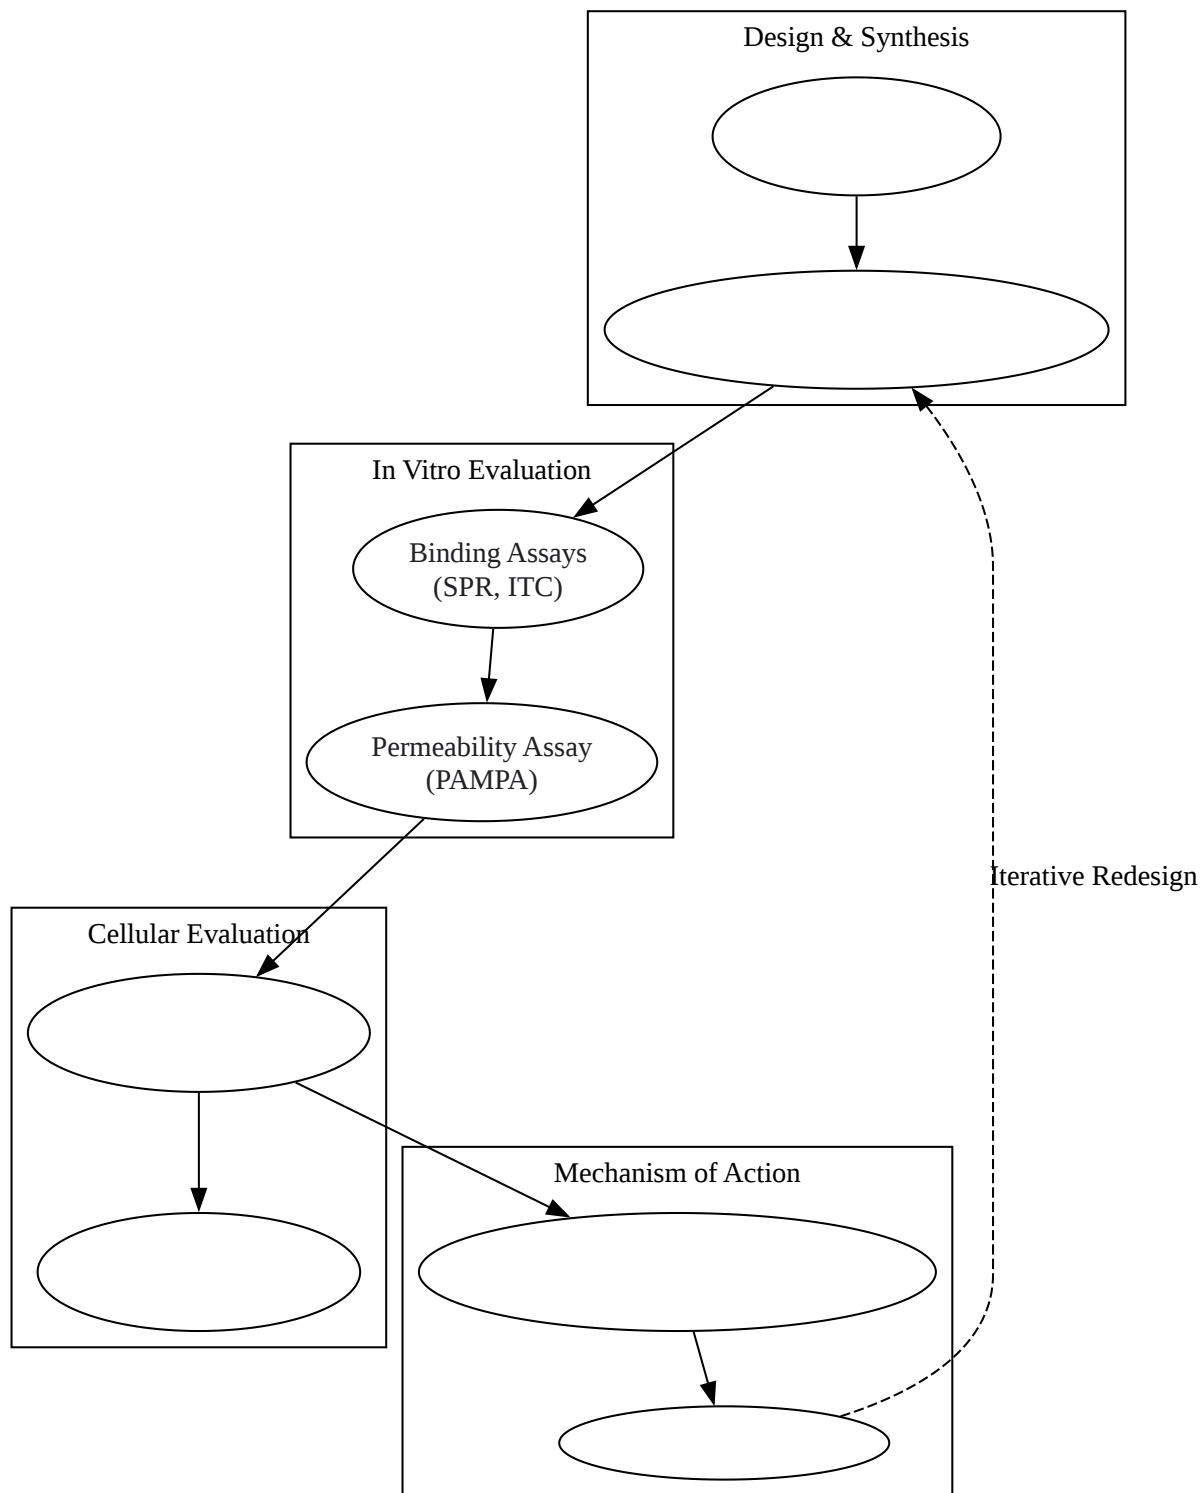 Design & Synthesis
In Vitro Evaluation
Binding Assays
(SPR, ITC)
Permeability Assay
(PAMPA)
Iterative Redesign
Cellular Evaluation
Mechanism of Action